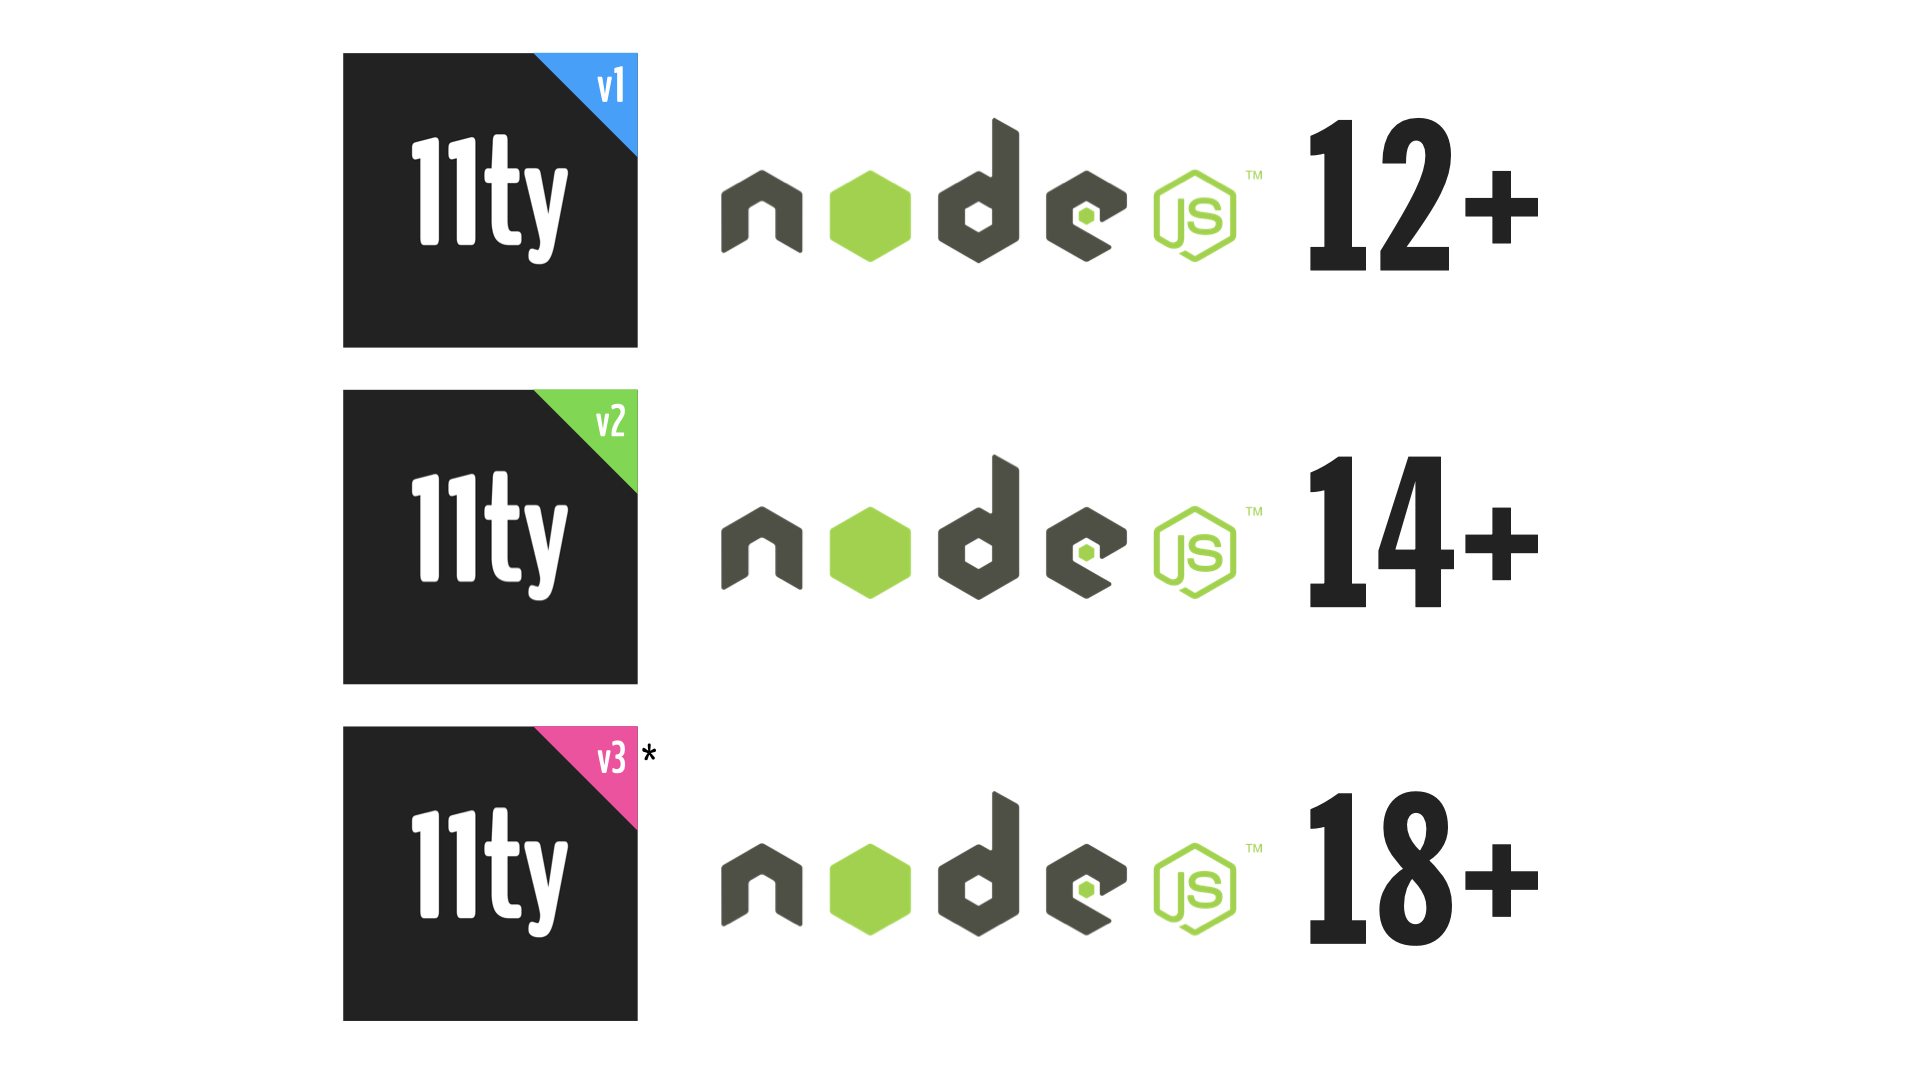 v1
11ty node JS™ 12+
v2
11ty node JS™ 14+
v3 *
11ty node JS™ 18+